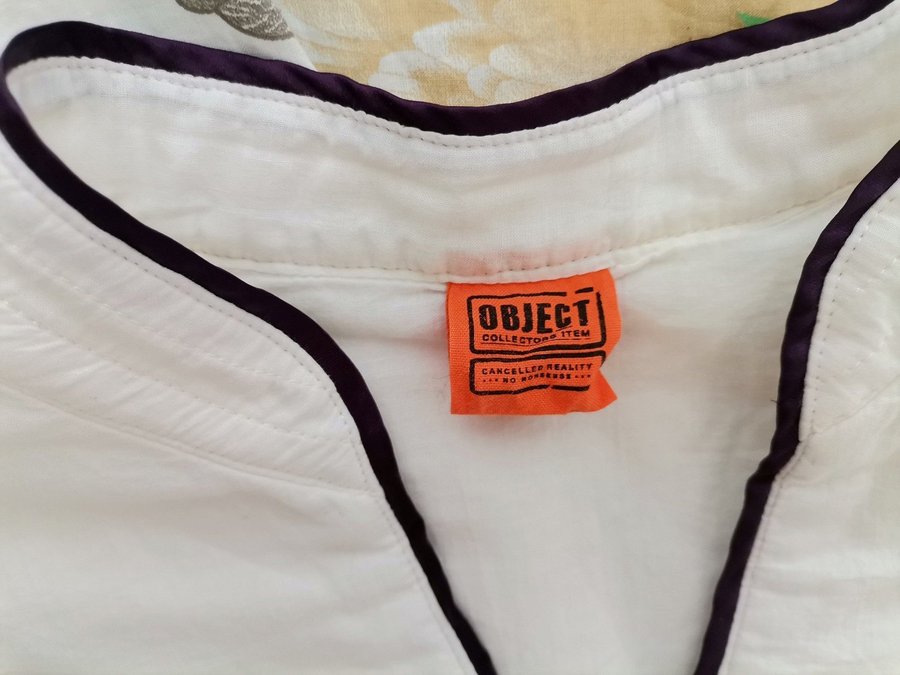 OBJECT
COLLECTORS ITEM
CANCELLED REALITY
••• NO NONSENSE •••